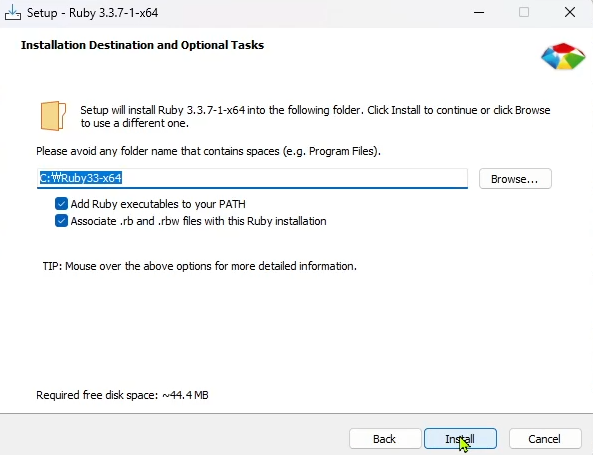 Setup - Ruby 3.3.7-1-x64
Installation Destination and Optional Tasks
Setup will install Ruby 3.3.7-1-x64 into the following folder. Click Install to continue or click Browse
to use a different one.
Please avoid any folder name that contains spaces (e.g. Program Files).
C:₩Ruby33-x64
Browse...
Add Ruby executables to your PATH
Associate .rb and .rbw files with this Ruby installation
TIP: Mouse over the above options for more detailed information.
Required free disk space: ~44.4 MB
Back
Install
Cancel